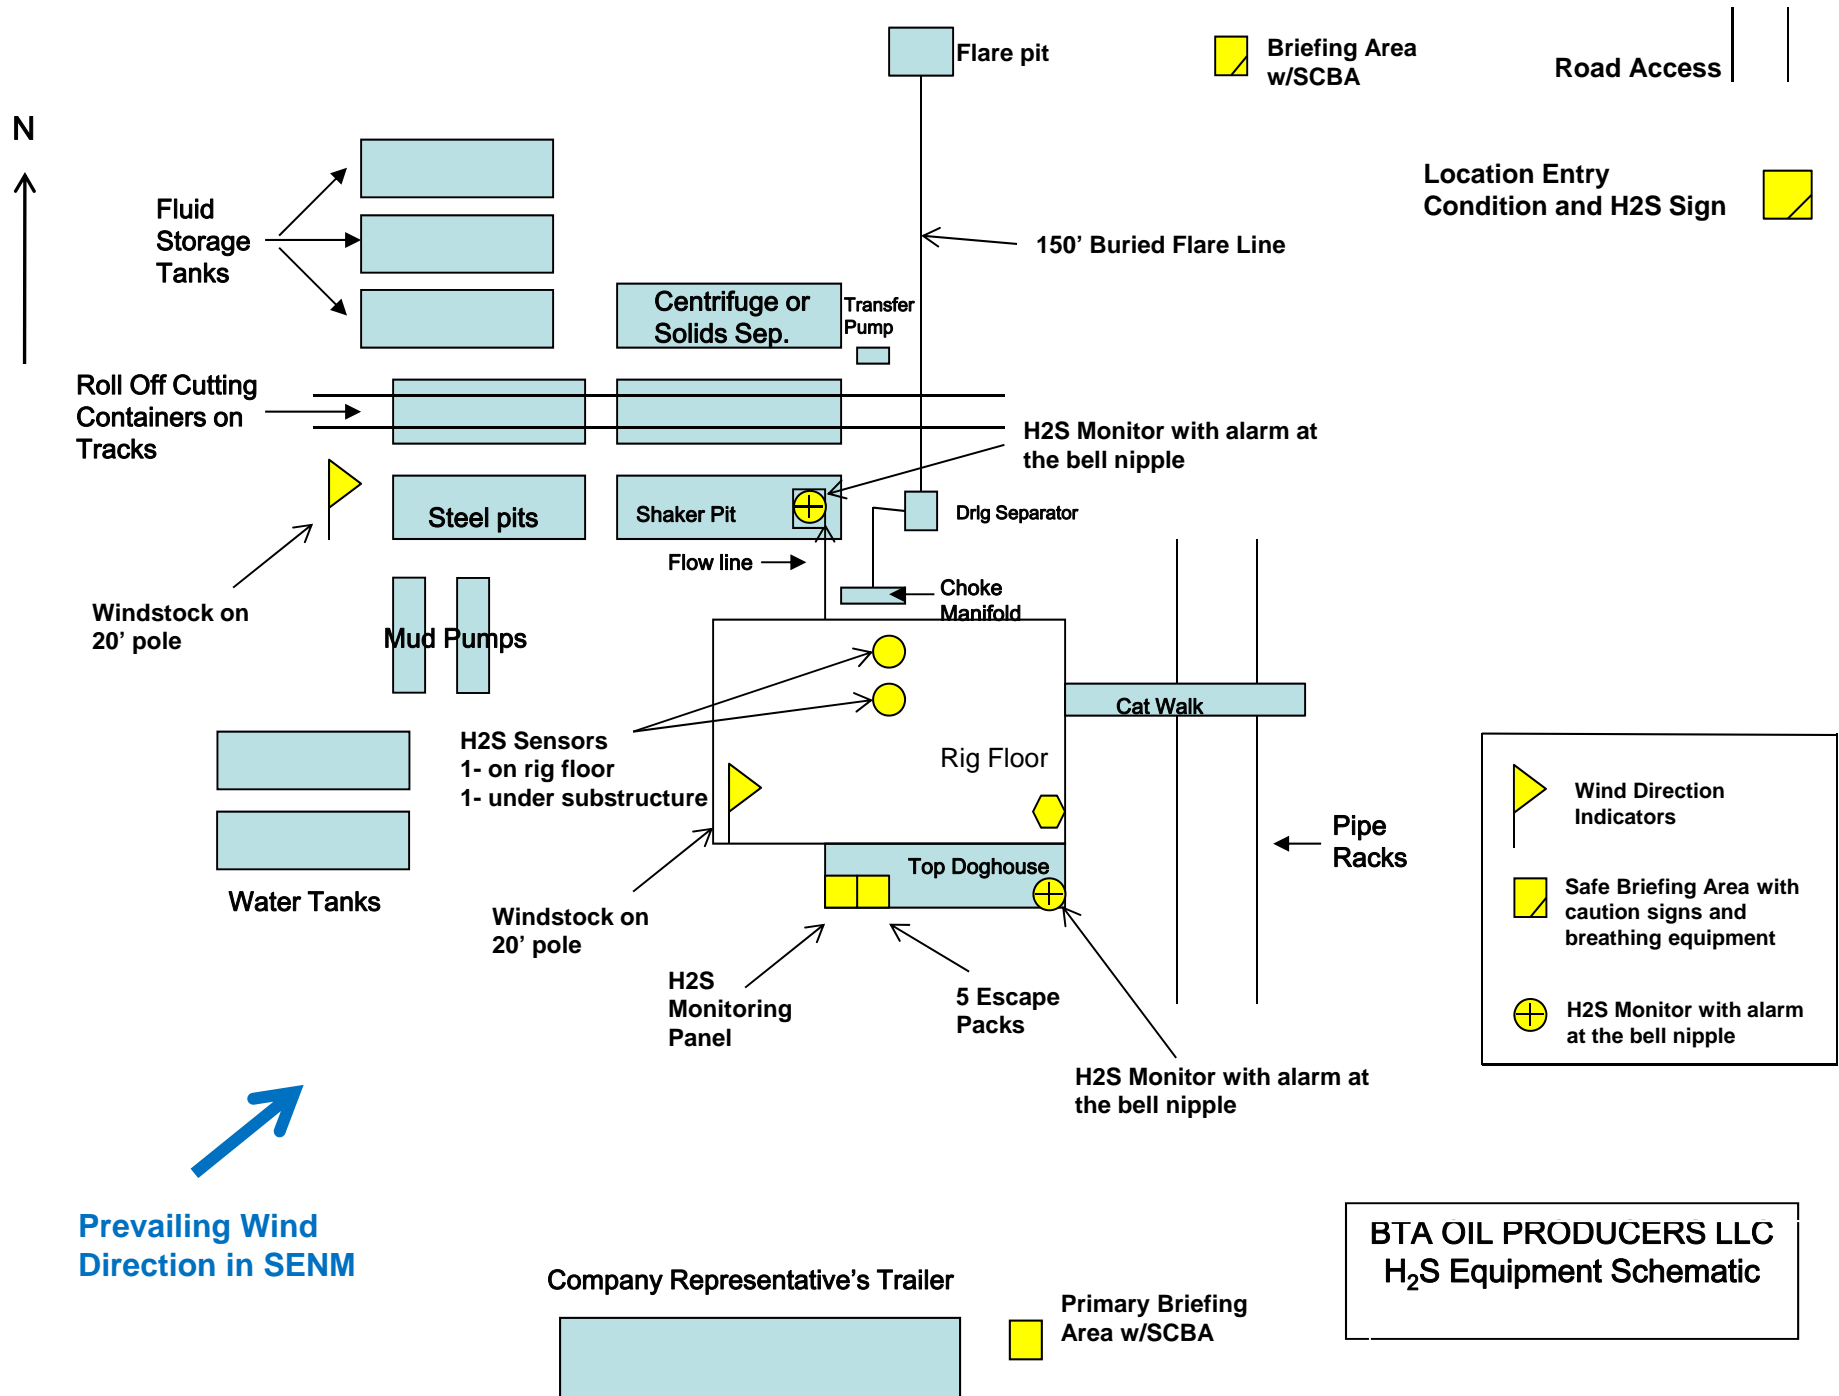 Flare pit
Briefing Area
w/SCBA
Road Access
N
Location Entry
Condition and H2S Sign
Fluid
Storage
Tanks
150’ Buried Flare Line
Centrifuge or
Solids Sep.
Transfer
Pump
Roll Off Cutting
Containers on
Tracks
H2S Monitor with alarm at
the bell nipple
Steel pits
Shaker Pit
Drlg Separator
Flow line
Choke
Manifold
Windstock on
20’ pole
Mud Pumps
Cat Walk
H2S Sensors
1- on rig floor
1- under substructure
Rig Floor
Wind Direction
Indicators
Pipe
Racks
Top Doghouse
Safe Briefing Area with
caution signs and
breathing equipment
Water Tanks
Windstock on
20’ pole
H2S
Monitoring
Panel
5 Escape
Packs
H2S Monitor with alarm
at the bell nipple
H2S Monitor with alarm at
the bell nipple
Prevailing Wind
Direction in SENM
BTA OIL PRODUCERS LLC
H₂S Equipment Schematic
Company Representative’s Trailer
Primary Briefing
Area w/SCBA